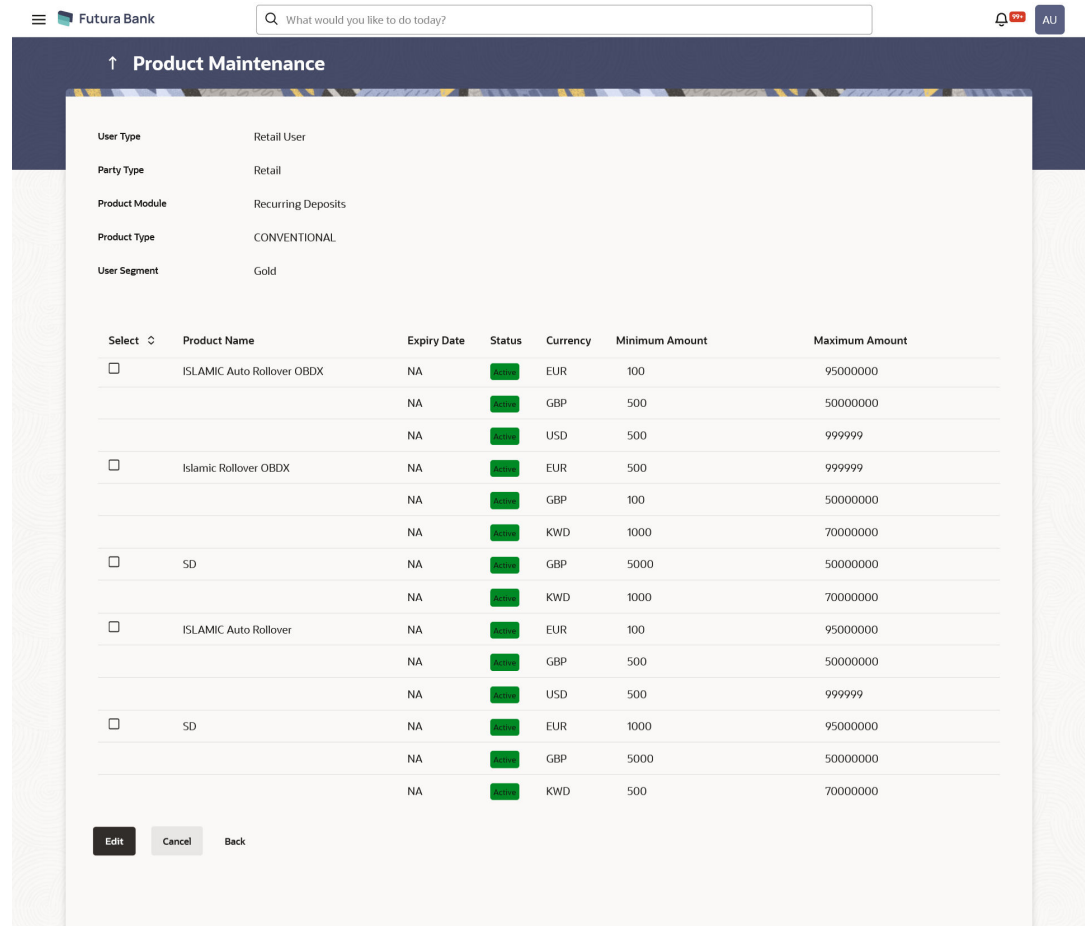 Futura Bank What would you like to do today? 99+ AU
↑ Product Maintenance
User Type Retail User
Party Type Retail
Product Module Recurring Deposits
Product Type CONVENTIONAL
User Segment Gold
Select Product Name Expiry Date Status Currency Minimum Amount Maximum Amount
ISLAMIC Auto Rollover OBDX NA Active EUR 100 95000000
NA Active GBP 500 50000000
NA Active USD 500 999999
Islamic Rollover OBDX NA Active EUR 500 999999
NA Active GBP 100 50000000
NA Active KWD 1000 70000000
SD NA Active GBP 5000 50000000
NA Active KWD 1000 70000000
ISLAMIC Auto Rollover NA Active EUR 100 95000000
NA Active GBP 500 50000000
NA Active USD 500 999999
SD NA Active EUR 1000 95000000
NA Active GBP 5000 50000000
NA Active KWD 500 70000000
Edit Cancel Back